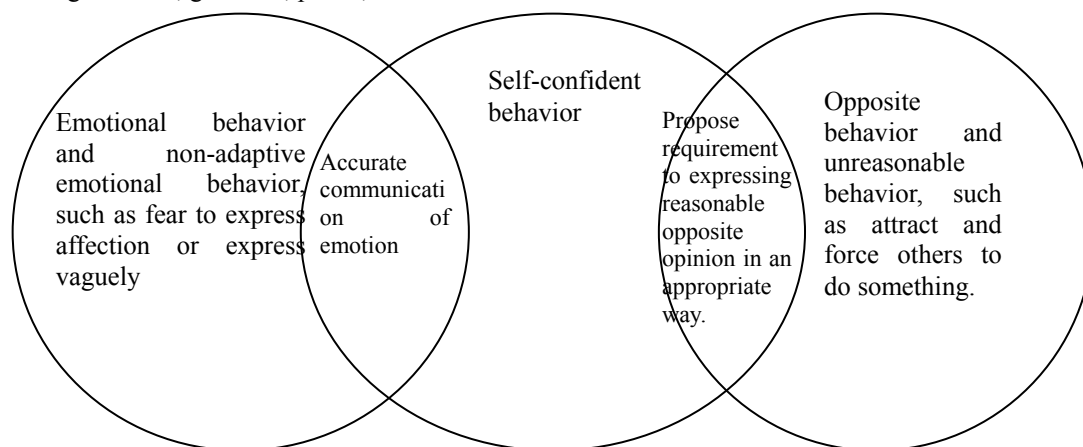 Self-confident
behavior
Emotional behavior
and non-adaptive
emotional behavior,
such as fear to express
affection or express
vaguely
Accurate
communicati
on of
emotion
Propose
requirement
to expressing
reasonable
opposite
opinion in an
appropriate
way.
Opposite
behavior and
unreasonable
behavior, such
as attract and
force others to
do something.